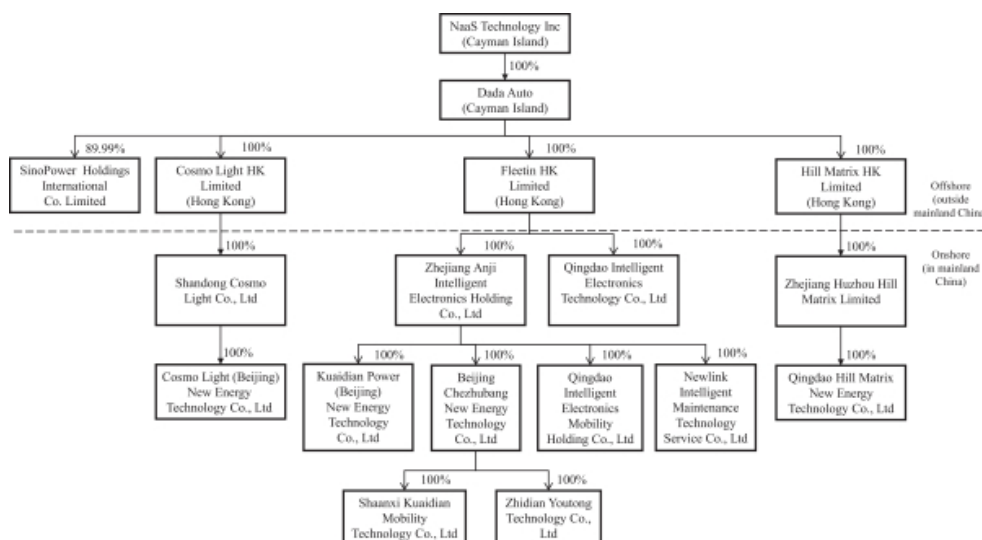 NaaS Technology Inc
(Cayman Island)
100%
Dada Auto
(Cayman Island)
89.99%
100%
100%
100%
SinoPower Holdings
International
Co. Limited
Cosmo Light HK
Limited
(Hong Kong)
Fleetin HK
Limited
(Hong Kong)
Hill Matrix HK
Limited
(Hong Kong)
Offshore
(outside
mainland China
100%
100%
100%
100%
Onshore
(in mainland
China)
Shandong Cosmo
Light Co., Ltd
Zhejiang Anji
Intelligent
Electronics Holding
Co., Ltd
Qingdao Intelligent
Electronics
Technology Co., Ltd
Zhejiang Huzhou Hill
Matrix Limited
100%
100%
100%
100%
100%
100%
Cosmo Light (Beijing)
New Energy
Technology Co., Ltd
Kuaidian Power
(Beijing)
New Energy
Technology
Co., Ltd
Beijing
Chezhubang
New Energy
Technology
Co., Ltd
Qingdao
Intelligent
Electronics
Mobility
Holding Co., Ltd
Newlink
Intelligent
Maintenance
Technology
Service Co., Ltd
Qingdao Hill Matrix
New Energy
Technology Co., Ltd
100%
100%
Shaanxi Kuaidian
Mobility
Technology Co., Ltd
Zhidian Youtong
Technology Co.,
Ltd